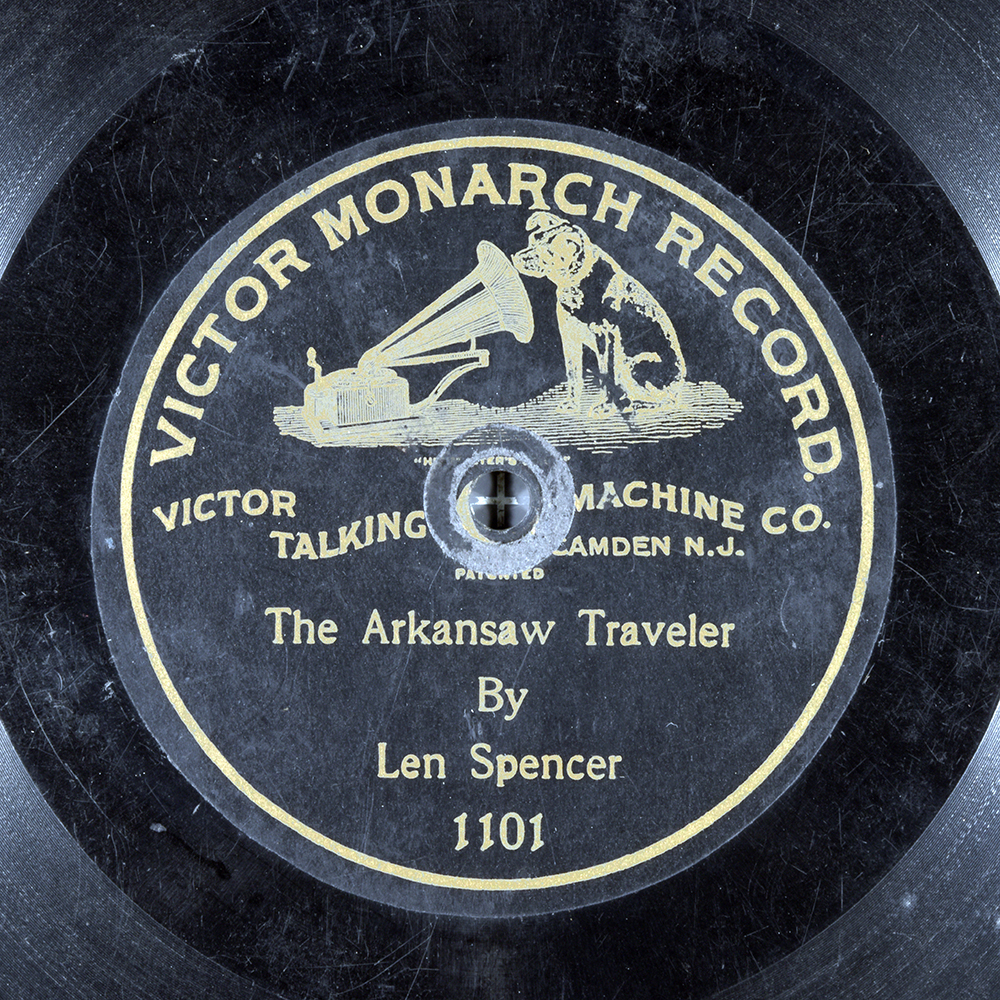 VICTOR MONARCH RECORD.
VICTOR TALKING MACHINE CO.
CAMDEN N.J.
PATENTED
The Arkansaw Traveler
By
Len Spencer
1101